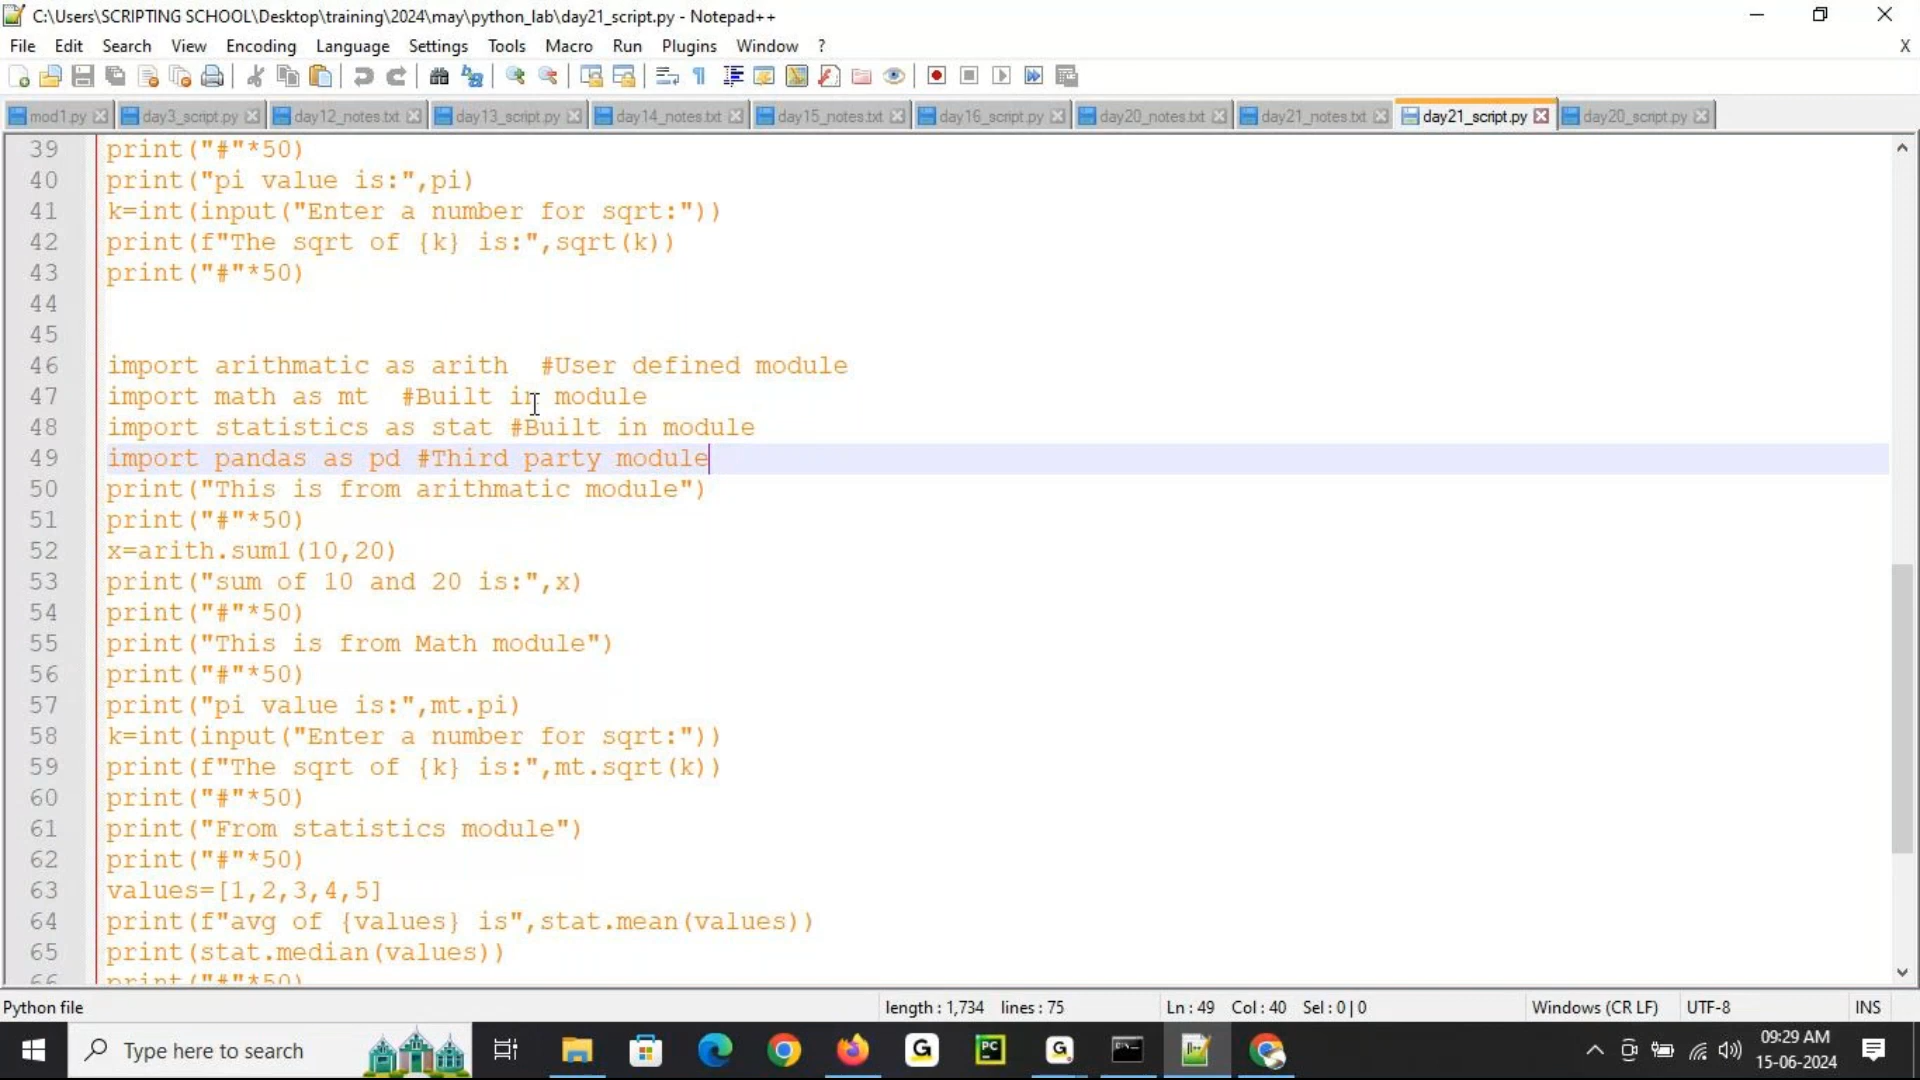 C:\Users\SCRIPTING SCHOOL\Desktop\training\2024\may\python_lab\day21_script.py - Notepad++
File Edit Search View Encoding Language Settings Tools Macro Run Plugins Window ? X
mod1.py day3_script.py day12_notes.txt day13_script.py day14_notes.txt day15_notes.txt day16_script.py day20_notes.txt day21_notes.txt day21_script.py day20_script.py
39 print("#"*50)
40 print("pi value is:",pi)
41 k=int(input("Enter a number for sqrt:"))
42 print(f"The sqrt of {k} is:",sqrt(k))
43 print("#"*50)
44
45
46 import arithmatic as arith  #User defined module
47 import math as mt  #Built in module
48 import statistics as stat #Built in module
49 import pandas as pd #Third party module
50 print("This is from arithmatic module")
51 print("#"*50)
52 x=arith.sum1(10,20)
53 print("sum of 10 and 20 is:",x)
54 print("#"*50)
55 print("This is from Math module")
56 print("#"*50)
57 print("pi value is:",mt.pi)
58 k=int(input("Enter a number for sqrt:"))
59 print(f"The sqrt of {k} is:",mt.sqrt(k))
60 print("#"*50)
61 print("From statistics module")
62 print("#"*50)
63 values=[1,2,3,4,5]
64 print(f"avg of {values} is",stat.mean(values))
65 print(stat.median(values))
66 print("#"*50)
Python file length : 1,734 lines : 75 Ln : 49 Col : 40 Sel : 0 | 0 Windows (CR LF) UTF-8 INS
Type here to search
09:29 AM
15-06-2024